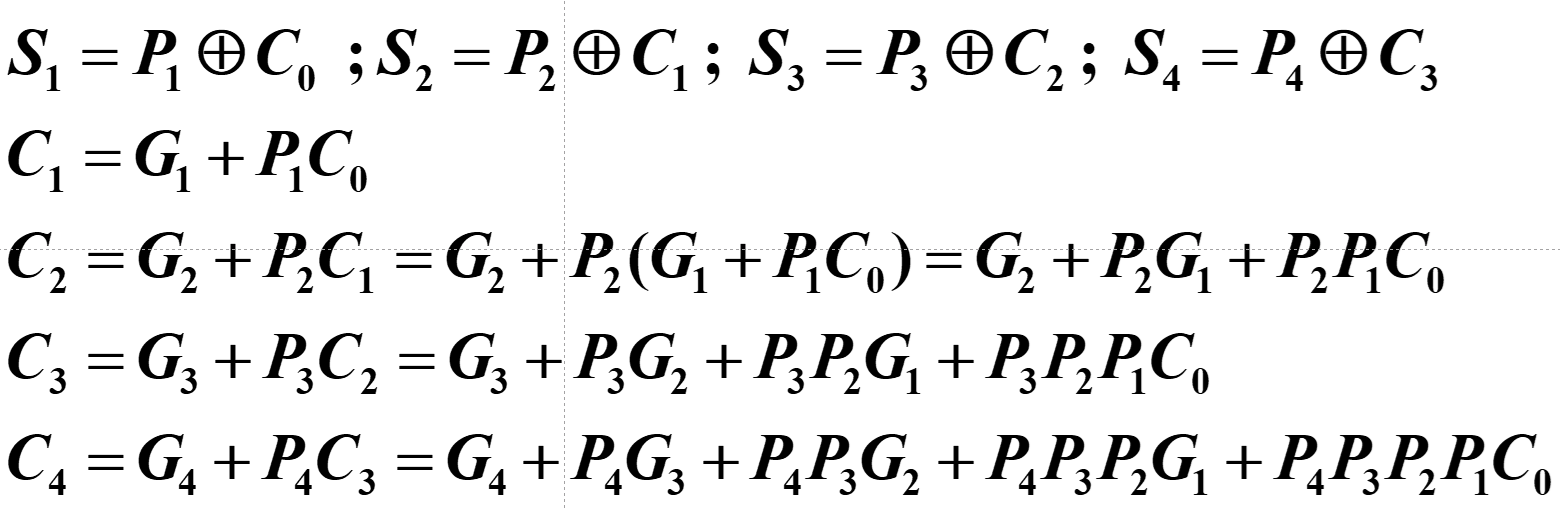 S₁ = P₁ ⊕ C₀ ; S₂ = P₂ ⊕ C₁ ; S₃ = P₃ ⊕ C₂ ; S₄ = P₄ ⊕ C₃
C₁ = G₁ + P₁C₀
C₂ = G₂ + P₂C₁ = G₂ + P₂(G₁ + P₁C₀) = G₂ + P₂G₁ + P₂P₁C₀
C₃ = G₃ + P₃C₂ = G₃ + P₃G₂ + P₃P₂G₁ + P₃P₂P₁C₀
C₄ = G₄ + P₄C₃ = G₄ + P₄G₃ + P₄P₃G₂ + P₄P₃P₂G₁ + P₄P₃P₂P₁C₀